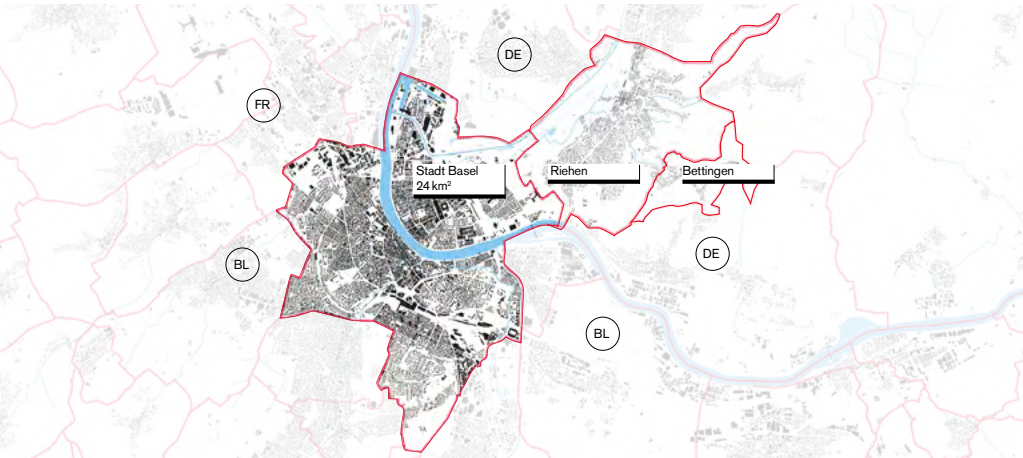 DE
FR
Stadt Basel
24 km²
Riehen
Bettingen
BL
DE
BL